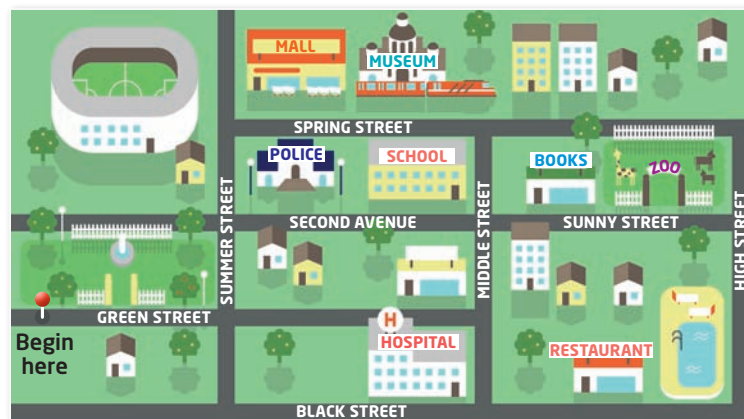 MALL
MUSEUM
SPRING STREET
POLICE
SCHOOL
BOOKS
ZOO
SUMMER STREET
SECOND AVENUE
MIDDLE STREET
SUNNY STREET
HIGH STREET
GREEN STREET
Begin
here
H
HOSPITAL
RESTAURANT
BLACK STREET